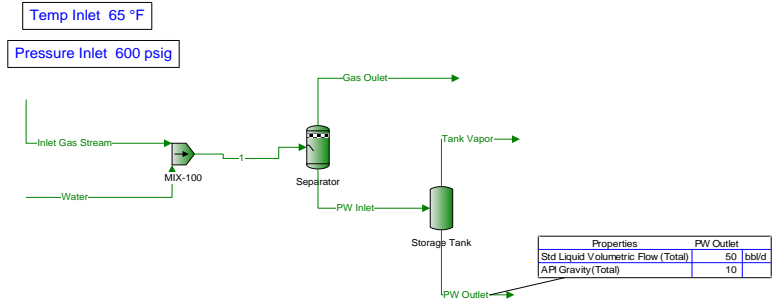 Temp Inlet 65 °F
Pressure Inlet 600 psig
Gas Oulet
Inlet Gas Stream
Tank Vapor
1
MIX-100
Separator
Water
PW Inlet
Storage Tank
Properties PW Outlet
Std Liquid Volumetric Flow (Total) 50 bbl/d
API Gravity(Total) 10
PW Outlet